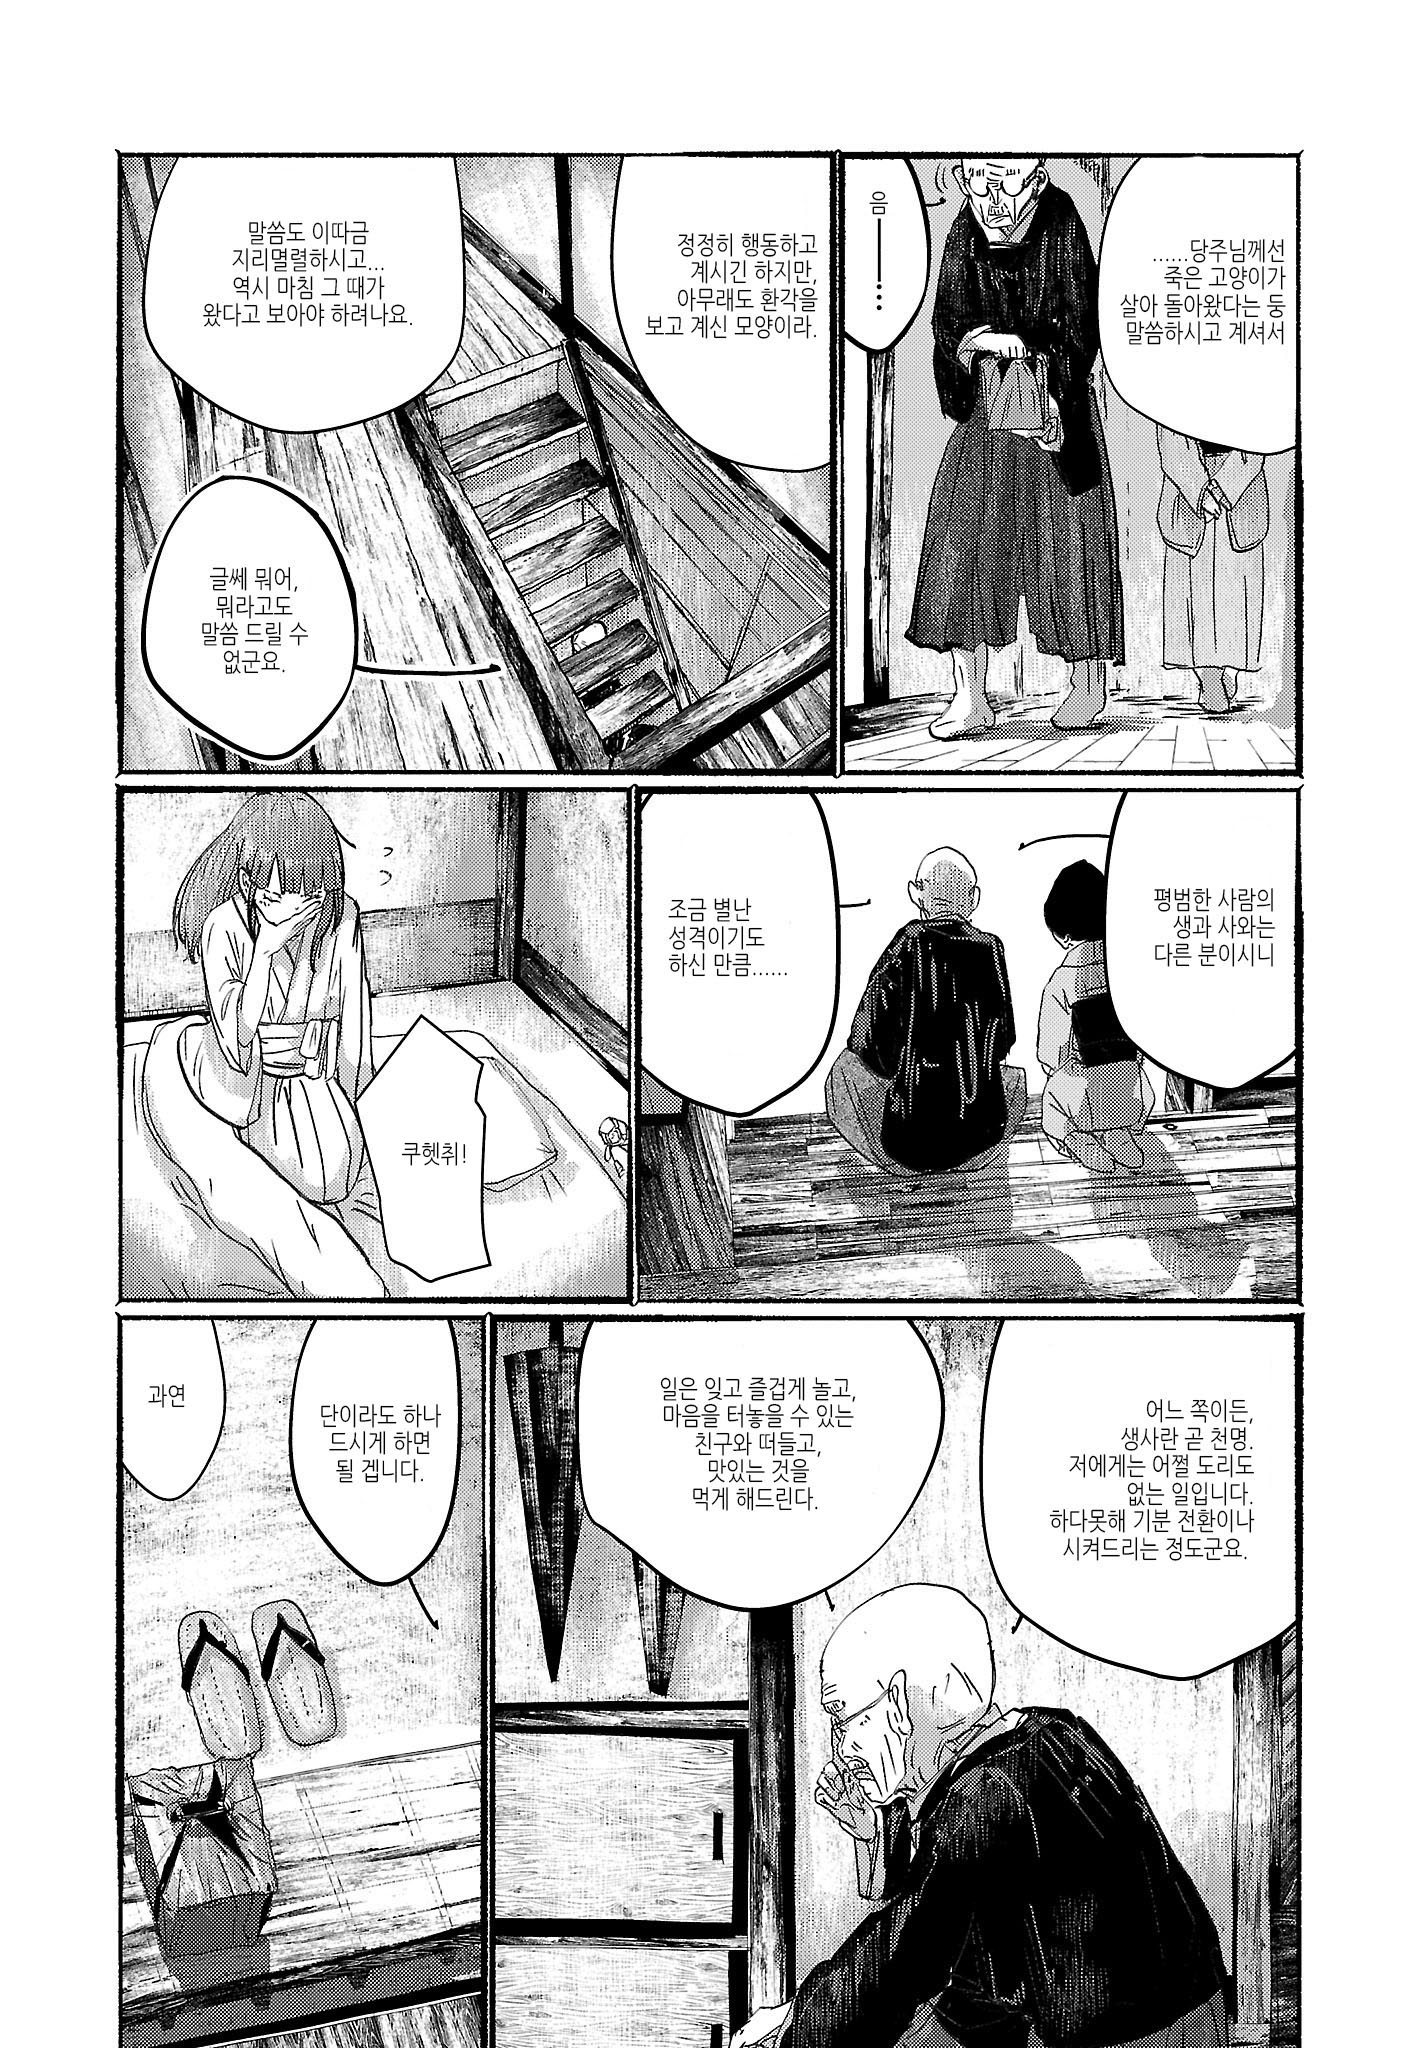 ……당주님께선
죽은 고양이가
살아 돌아왔다는 둥
말씀하시고 계셔서
음
━━…
정정히 행동하고
계시긴 하지만,
아무래도 환각을
보고 계신 모양이라.
말씀도 이따금
지리멸렬하시고…
역시 마침 그 때가
왔다고 보아야 하려나요.
글쎄 뭐어,
뭐라고도
말씀 드릴 수
없군요.
평범한 사람의
생과 사와는
다른 분이시니
조금 별난
성격이기도
하신 만큼……
쿠헷취!
어느 쪽이든,
생사란 곧 천명.
저에게는 어쩔 도리도
없는 일입니다.
하다못해 기분 전환이나
시켜드리는 정도군요.
일은 잊고 즐겁게 놀고,
마음을 터놓을 수 있는
친구와 떠들고,
맛있는 것을
먹게 해드린다.
단이라도 하나
드시게 하면
될 겝니다.
과연